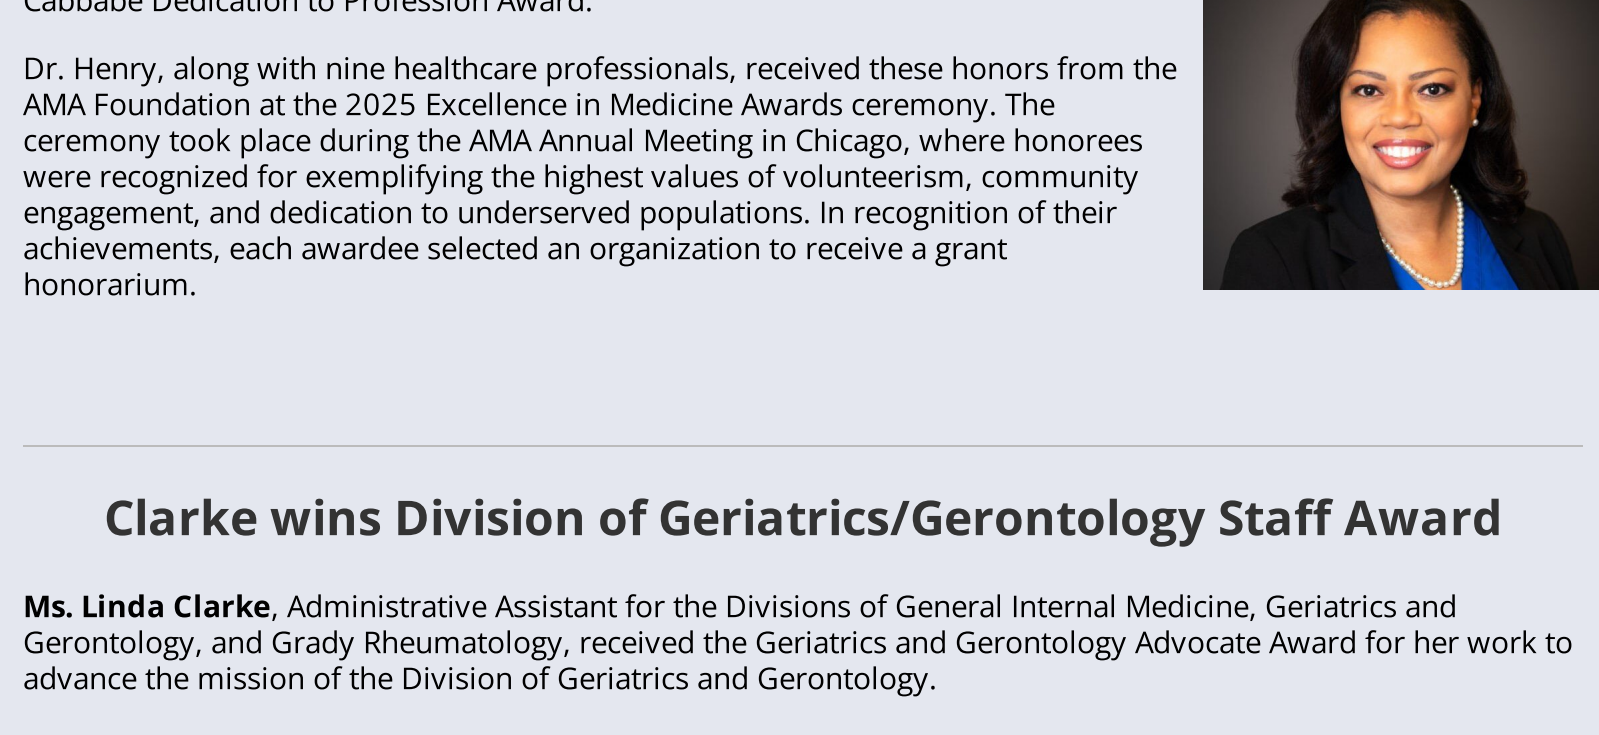 Cabbabe Dedication to Profession Award.
Dr. Henry, along with nine healthcare professionals, received these honors from the
AMA Foundation at the 2025 Excellence in Medicine Awards ceremony. The
ceremony took place during the AMA Annual Meeting in Chicago, where honorees
were recognized for exemplifying the highest values of volunteerism, community
engagement, and dedication to underserved populations. In recognition of their
achievements, each awardee selected an organization to receive a grant
honorarium.
Clarke wins Division of Geriatrics/Gerontology Staff Award
Ms. Linda Clarke, Administrative Assistant for the Divisions of General Internal Medicine, Geriatrics and
Gerontology, and Grady Rheumatology, received the Geriatrics and Gerontology Advocate Award for her work to
advance the mission of the Division of Geriatrics and Gerontology.